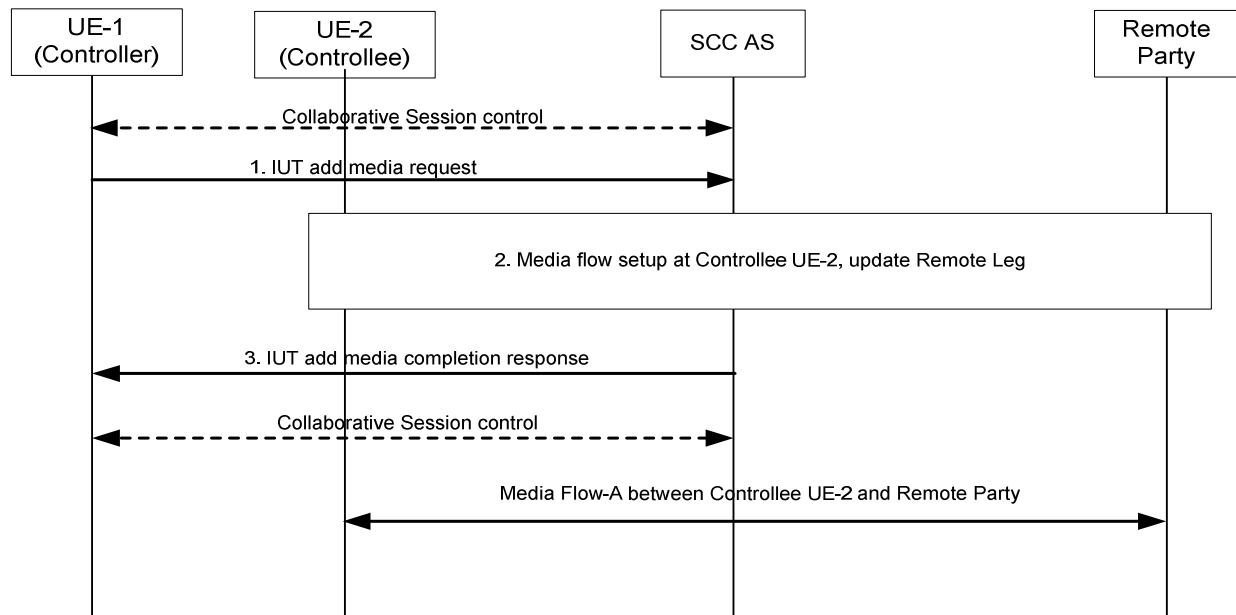 UE-1
(Controller)
UE-2
(Controllee)
SCC AS
Remote
Party
Collaborative Session control
1. IUT add media request
2. Media flow setup at Controllee UE-2, update Remote Leg
3. IUT add media completion response
Collaborative Session control
Media Flow-A between Controllee UE-2 and Remote Party